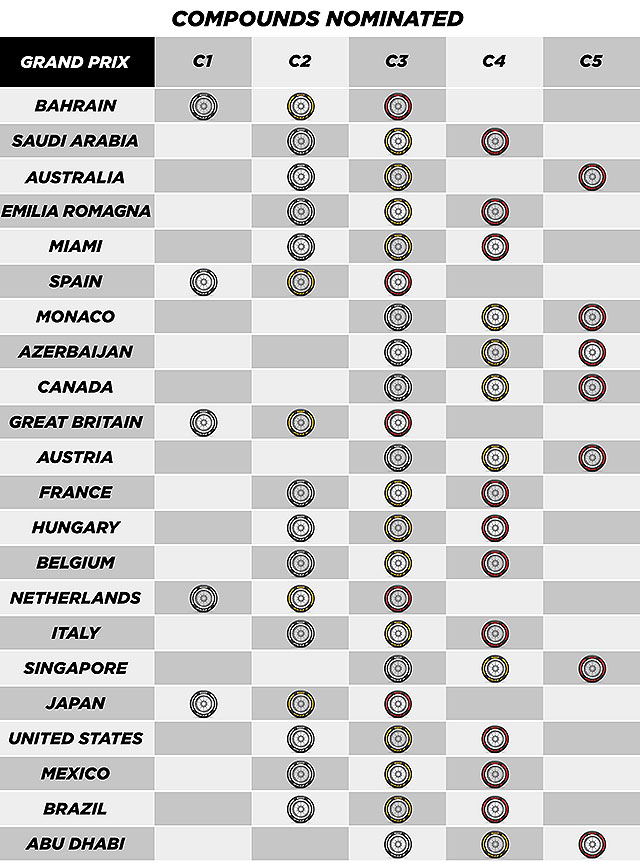 COMPOUNDS NOMINATED
GRAND PRIX C1 C2 C3 C4 C5
BAHRAIN
SAUDI ARABIA
AUSTRALIA
EMILIA ROMAGNA
MIAMI
SPAIN
MONACO
AZERBAIJAN
CANADA
GREAT BRITAIN
AUSTRIA
FRANCE
HUNGARY
BELGIUM
NETHERLANDS
ITALY
SINGAPORE
JAPAN
UNITED STATES
MEXICO
BRAZIL
ABU DHABI